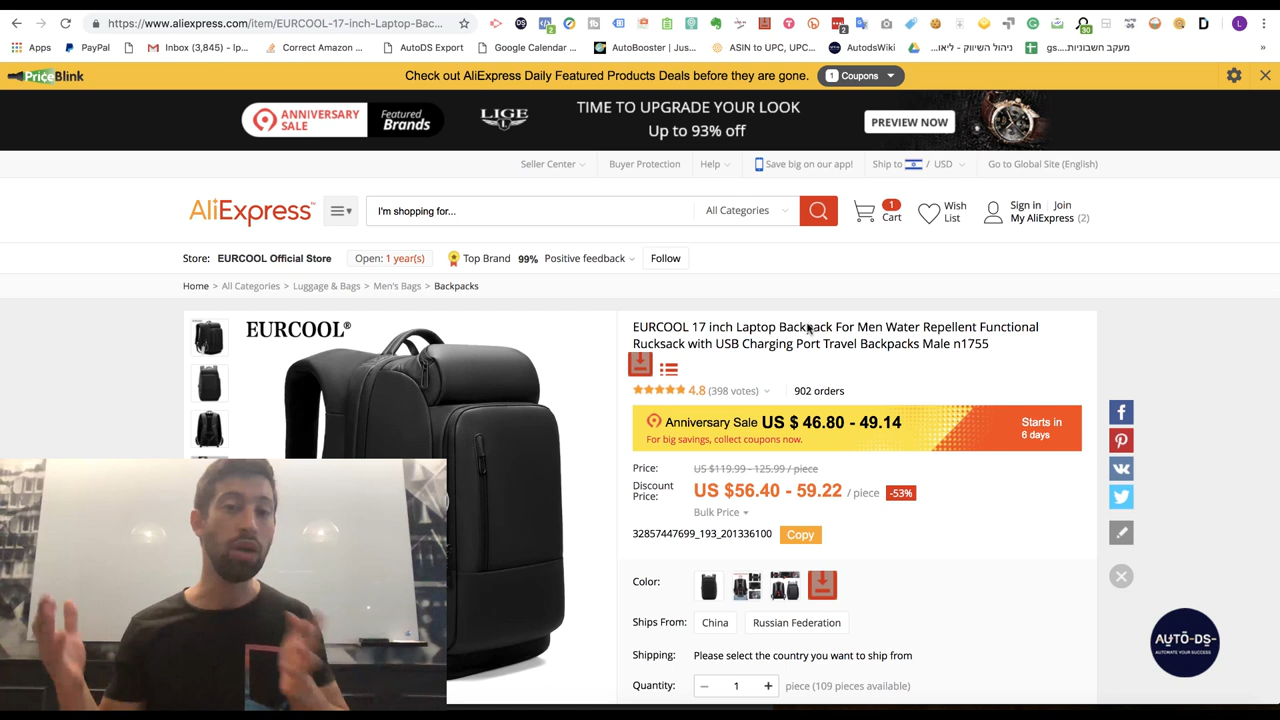 https://www.aliexpress.com/item/EURCOOL-17-inch-Laptop-Bac...
Apps PayPal Inbox (3,845) - lp... Correct Amazon ... AutoDS Export Google Calendar ... AutoBooster | Jus... ASIN to UPC, UPC... AutodsWiki ניהול השיווק - ליאו... מעקב חשבוניות...gs »
PriceBlink Check out AliExpress Daily Featured Products Deals before they are gone. 1 Coupons
ANNIVERSARY SALE Featured Brands LIGE TIME TO UPGRADE YOUR LOOK
Up to 93% off PREVIEW NOW
Seller Center Buyer Protection Help Save big on our app! Ship to / USD Go to Global Site (English)
AliExpress™ I'm shopping for... All Categories 1 Cart Wish List Sign in Join
My AliExpress (2)
Store: EURCOOL Official Store Open: 1 year(s) Top Brand 99% Positive feedback Follow
Home > All Categories > Luggage & Bags > Men's Bags > Backpacks
EURCOOL®
EURCOOL 17 inch Laptop Backpack For Men Water Repellent Functional
Rucksack with USB Charging Port Travel Backpacks Male n1755
4.8 (398 votes) 902 orders
Anniversary Sale US $ 46.80 - 49.14 Starts in
For big savings, collect coupons now. 6 days
Price: US $119.99 - 125.99 / piece
Discount Price: US $56.40 - 59.22 / piece -53%
Bulk Price
32857447699_193_201336100 Copy
Color:
Ships From: China Russian Federation
Shipping: Please select the country you want to ship from
Quantity: 1 piece (109 pieces available)
AUTO-DS-
AUTOMATE YOUR SUCCESS